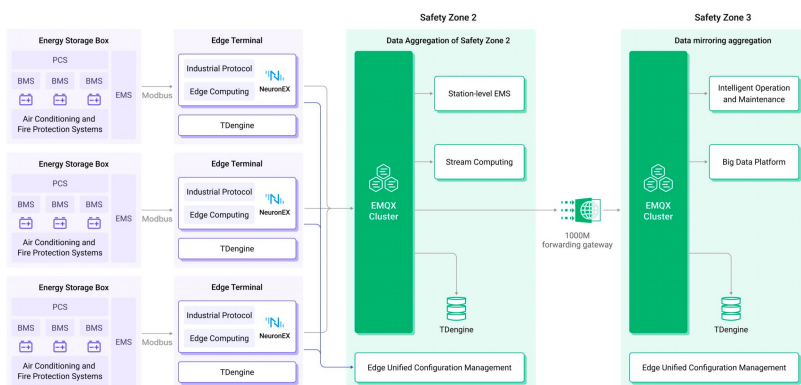 Safety Zone 2
Safety Zone 3
Energy Storage Box
PCS
BMS BMS BMS
Air Conditioning and
Fire Protection Systems
EMS
Modbus
Edge Terminal
Industrial Protocol
Edge Computing
NeuronEX
TDengine
Energy Storage Box
PCS
BMS BMS BMS
Air Conditioning and
Fire Protection Systems
EMS
Modbus
Edge Terminal
Industrial Protocol
Edge Computing
NeuronEX
TDengine
Energy Storage Box
PCS
BMS BMS BMS
Air Conditioning and
Fire Protection Systems
EMS
Modbus
Edge Terminal
Industrial Protocol
Edge Computing
NeuronEX
TDengine
Data Aggregation of Safety Zone 2
EMQX
Cluster
Station-level EMS
Stream Computing
TDengine
Edge Unified Configuration Management
1000M
forwarding gateway
Data mirroring aggregation
EMQX
Cluster
Intelligent Operation
and Maintenance
Big Data Platform
TDengine
Edge Unified Configuration Management